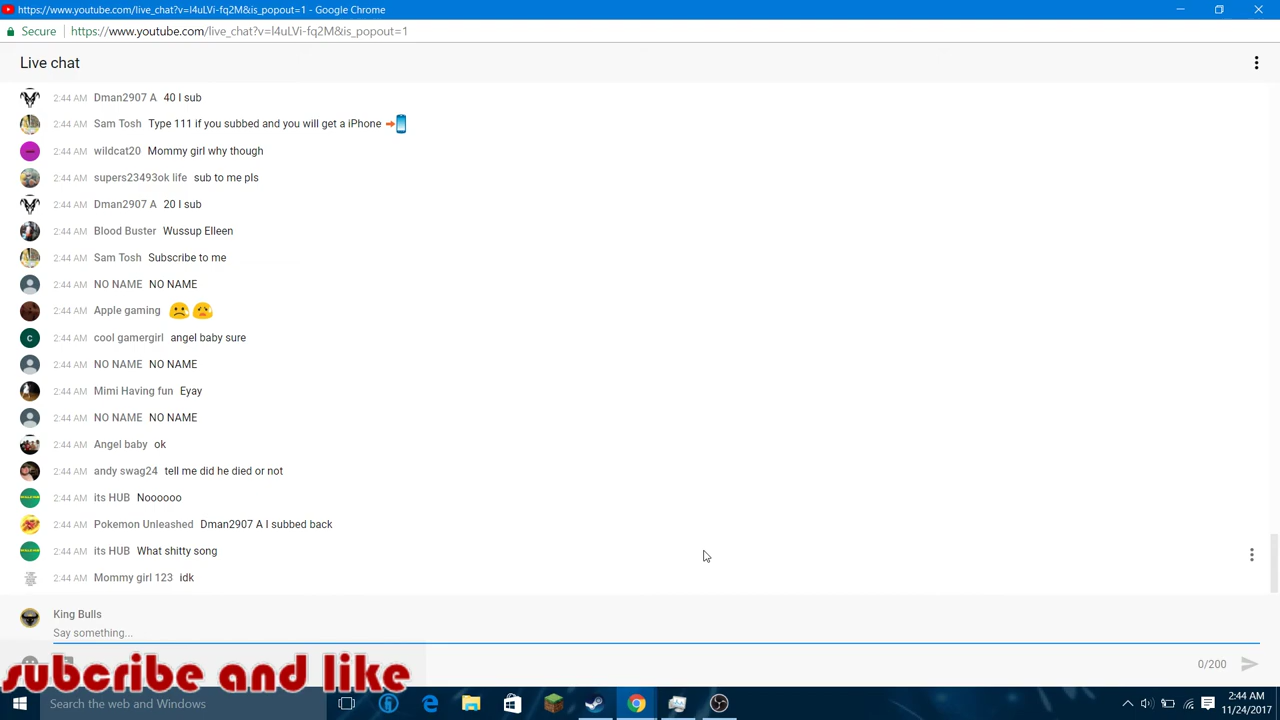 https://www.youtube.com/live_chat?v=l4uLVi-fq2M&is_popout=1 - Google Chrome
Secure https://www.youtube.com/live_chat?v=l4uLVi-fq2M&is_popout=1
Live chat
2:44 AM Dman2907 A 40 I sub
2:44 AM Sam Tosh Type 111 if you subbed and you will get a iPhone
2:44 AM wildcat20 Mommy girl why though
2:44 AM supers23493ok life sub to me pls
2:44 AM Dman2907 A 20 I sub
2:44 AM Blood Buster Wussup Elleen
2:44 AM Sam Tosh Subscribe to me
2:44 AM NO NAME NO NAME
2:44 AM Apple gaming
C 2:44 AM cool gamergirl angel baby sure
2:44 AM NO NAME NO NAME
2:44 AM Mimi Having fun Eyay
2:44 AM NO NAME NO NAME
2:44 AM Angel baby ok
2:44 AM andy swag24 tell me did he died or not
2:44 AM its HUB Noooooo
2:44 AM Pokemon Unleashed Dman2907 A I subbed back
2:44 AM its HUB What shitty song
2:44 AM Mommy girl 123 idk
King Bulls
Say something...
0/200
subcribe and like
Search the web and Windows
2:44 AM
11/24/2017